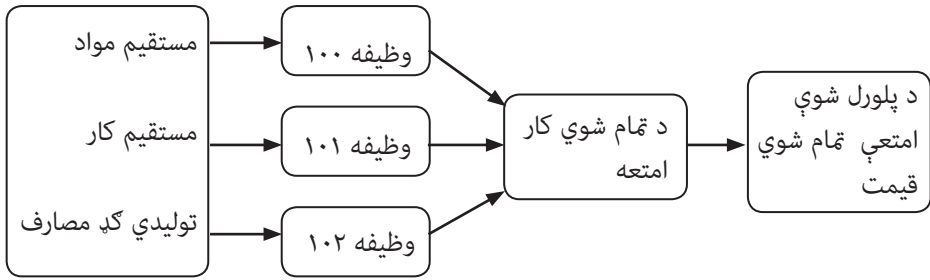 مستقیم مواد
مستقیم کار
تولیدي ګډ مصارف
وظیفه ۱۰۰
وظیفه ۱۰۱
وظیفه ۱۰۲
د تمام شوي کار
امتعه
د پلورل شوې
امتعې تمام شوي
قیمت